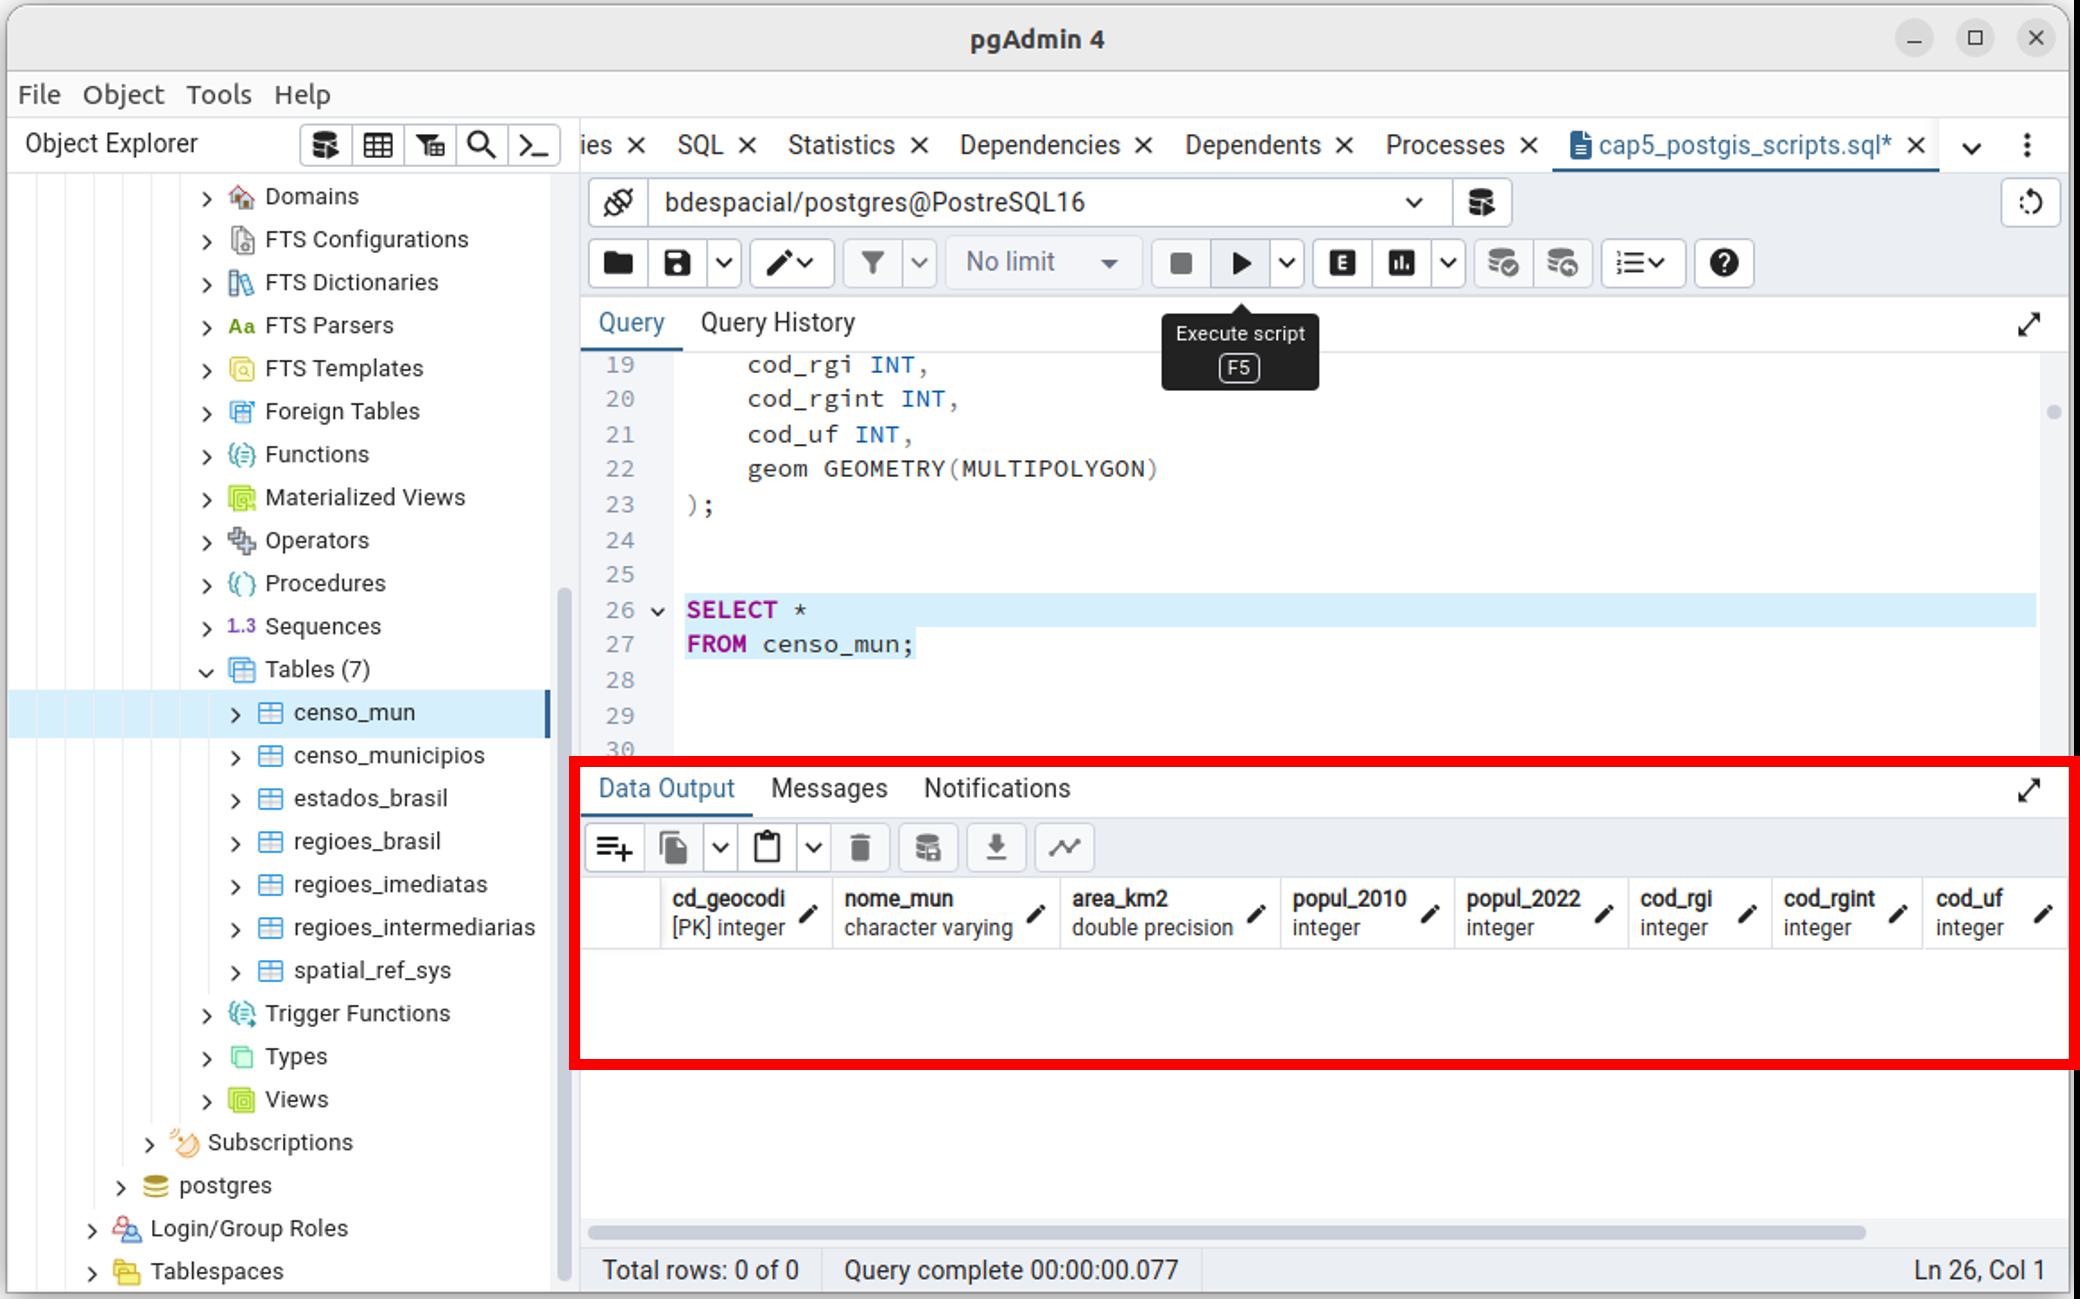 pgAdmin 4
File Object Tools Help
Object Explorer
ies SQL Statistics Dependencies Dependents Processes cap5_postgis_scripts.sql*
Domains
FTS Configurations
FTS Dictionaries
Aa FTS Parsers
FTS Templates
Foreign Tables
Functions
Materialized Views
Operators
Procedures
1..3 Sequences
Tables (7)
censo_mun
censo_municipios
estados_brasil
regioes_brasil
regioes_imediatas
regioes_intermediarias
spatial_ref_sys
Trigger Functions
Types
Views
Subscriptions
postgres
Login/Group Roles
Tablespaces
bdespacial/postgres@PostreSQL16
No limit E
Query Query History
Execute script
F5
19 cod_rgi INT,
20 cod_rgint INT,
21 cod_uf INT,
22 geom GEOMETRY(MULTIPOLYGON)
23 );
24
25
26 SELECT *
27 FROM censo_mun;
28
29
30
Data Output Messages Notifications
cd_geocodi nome_mun area_km2 popul_2010 popul_2022 cod_rgi cod_rgint cod_uf
[PK] integer character varying double precision integer integer integer integer integer
Total rows: 0 of 0 Query complete 00:00:00.077 Ln 26, Col 1